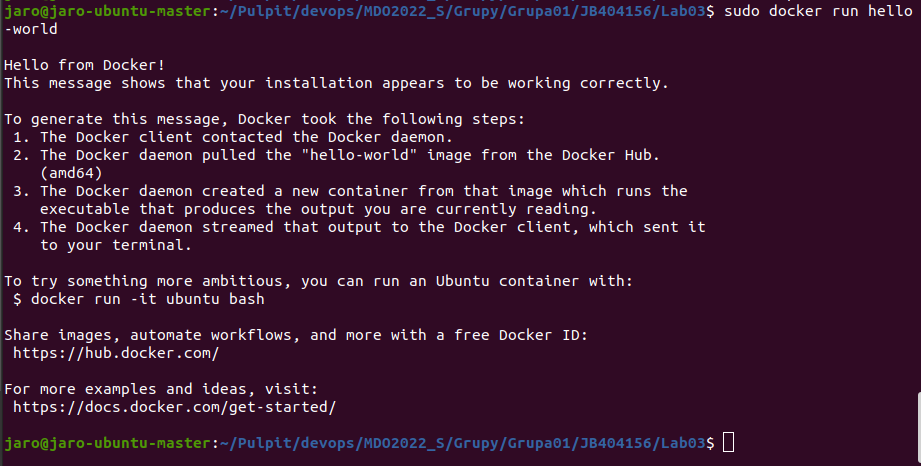 jaro@jaro-ubuntu-master:~/Pulpit/devops/MDO2022_S/Grupy/Grupa01/JB404156/Lab03$ sudo docker run hello
-world

Hello from Docker!
This message shows that your installation appears to be working correctly.

To generate this message, Docker took the following steps:
 1. The Docker client contacted the Docker daemon.
 2. The Docker daemon pulled the "hello-world" image from the Docker Hub.
    (amd64)
 3. The Docker daemon created a new container from that image which runs the
    executable that produces the output you are currently reading.
 4. The Docker daemon streamed that output to the Docker client, which sent it
    to your terminal.

To try something more ambitious, you can run an Ubuntu container with:
 $ docker run -it ubuntu bash

Share images, automate workflows, and more with a free Docker ID:
 https://hub.docker.com/

For more examples and ideas, visit:
 https://docs.docker.com/get-started/

jaro@jaro-ubuntu-master:~/Pulpit/devops/MDO2022_S/Grupy/Grupa01/JB404156/Lab03$